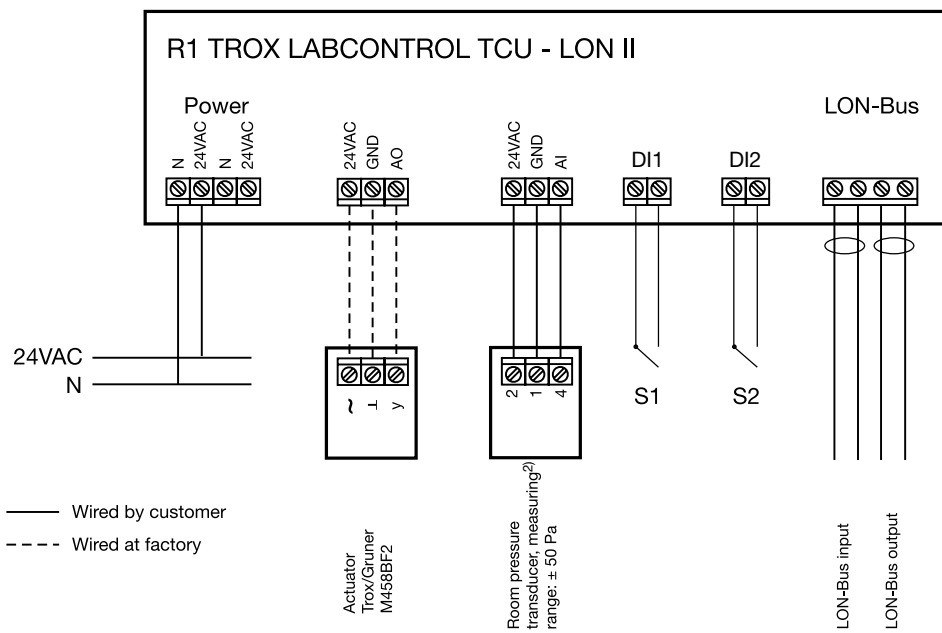 R1 TROX LABCONTROL TCU - LON II
Power
LON-Bus
N
24VAC
N
24VAC
24VAC
GND
AO
24VAC
GND
AI
DI1
DI2
24VAC
N
~
⊥
y
2
1
4
S1
S2
Wired by customer
Wired at factory
Actuator
Trox/Gruner
M458BF2
Room pressure
transducer, measuring2)
range: ± 50 Pa
LON-Bus input
LON-Bus output